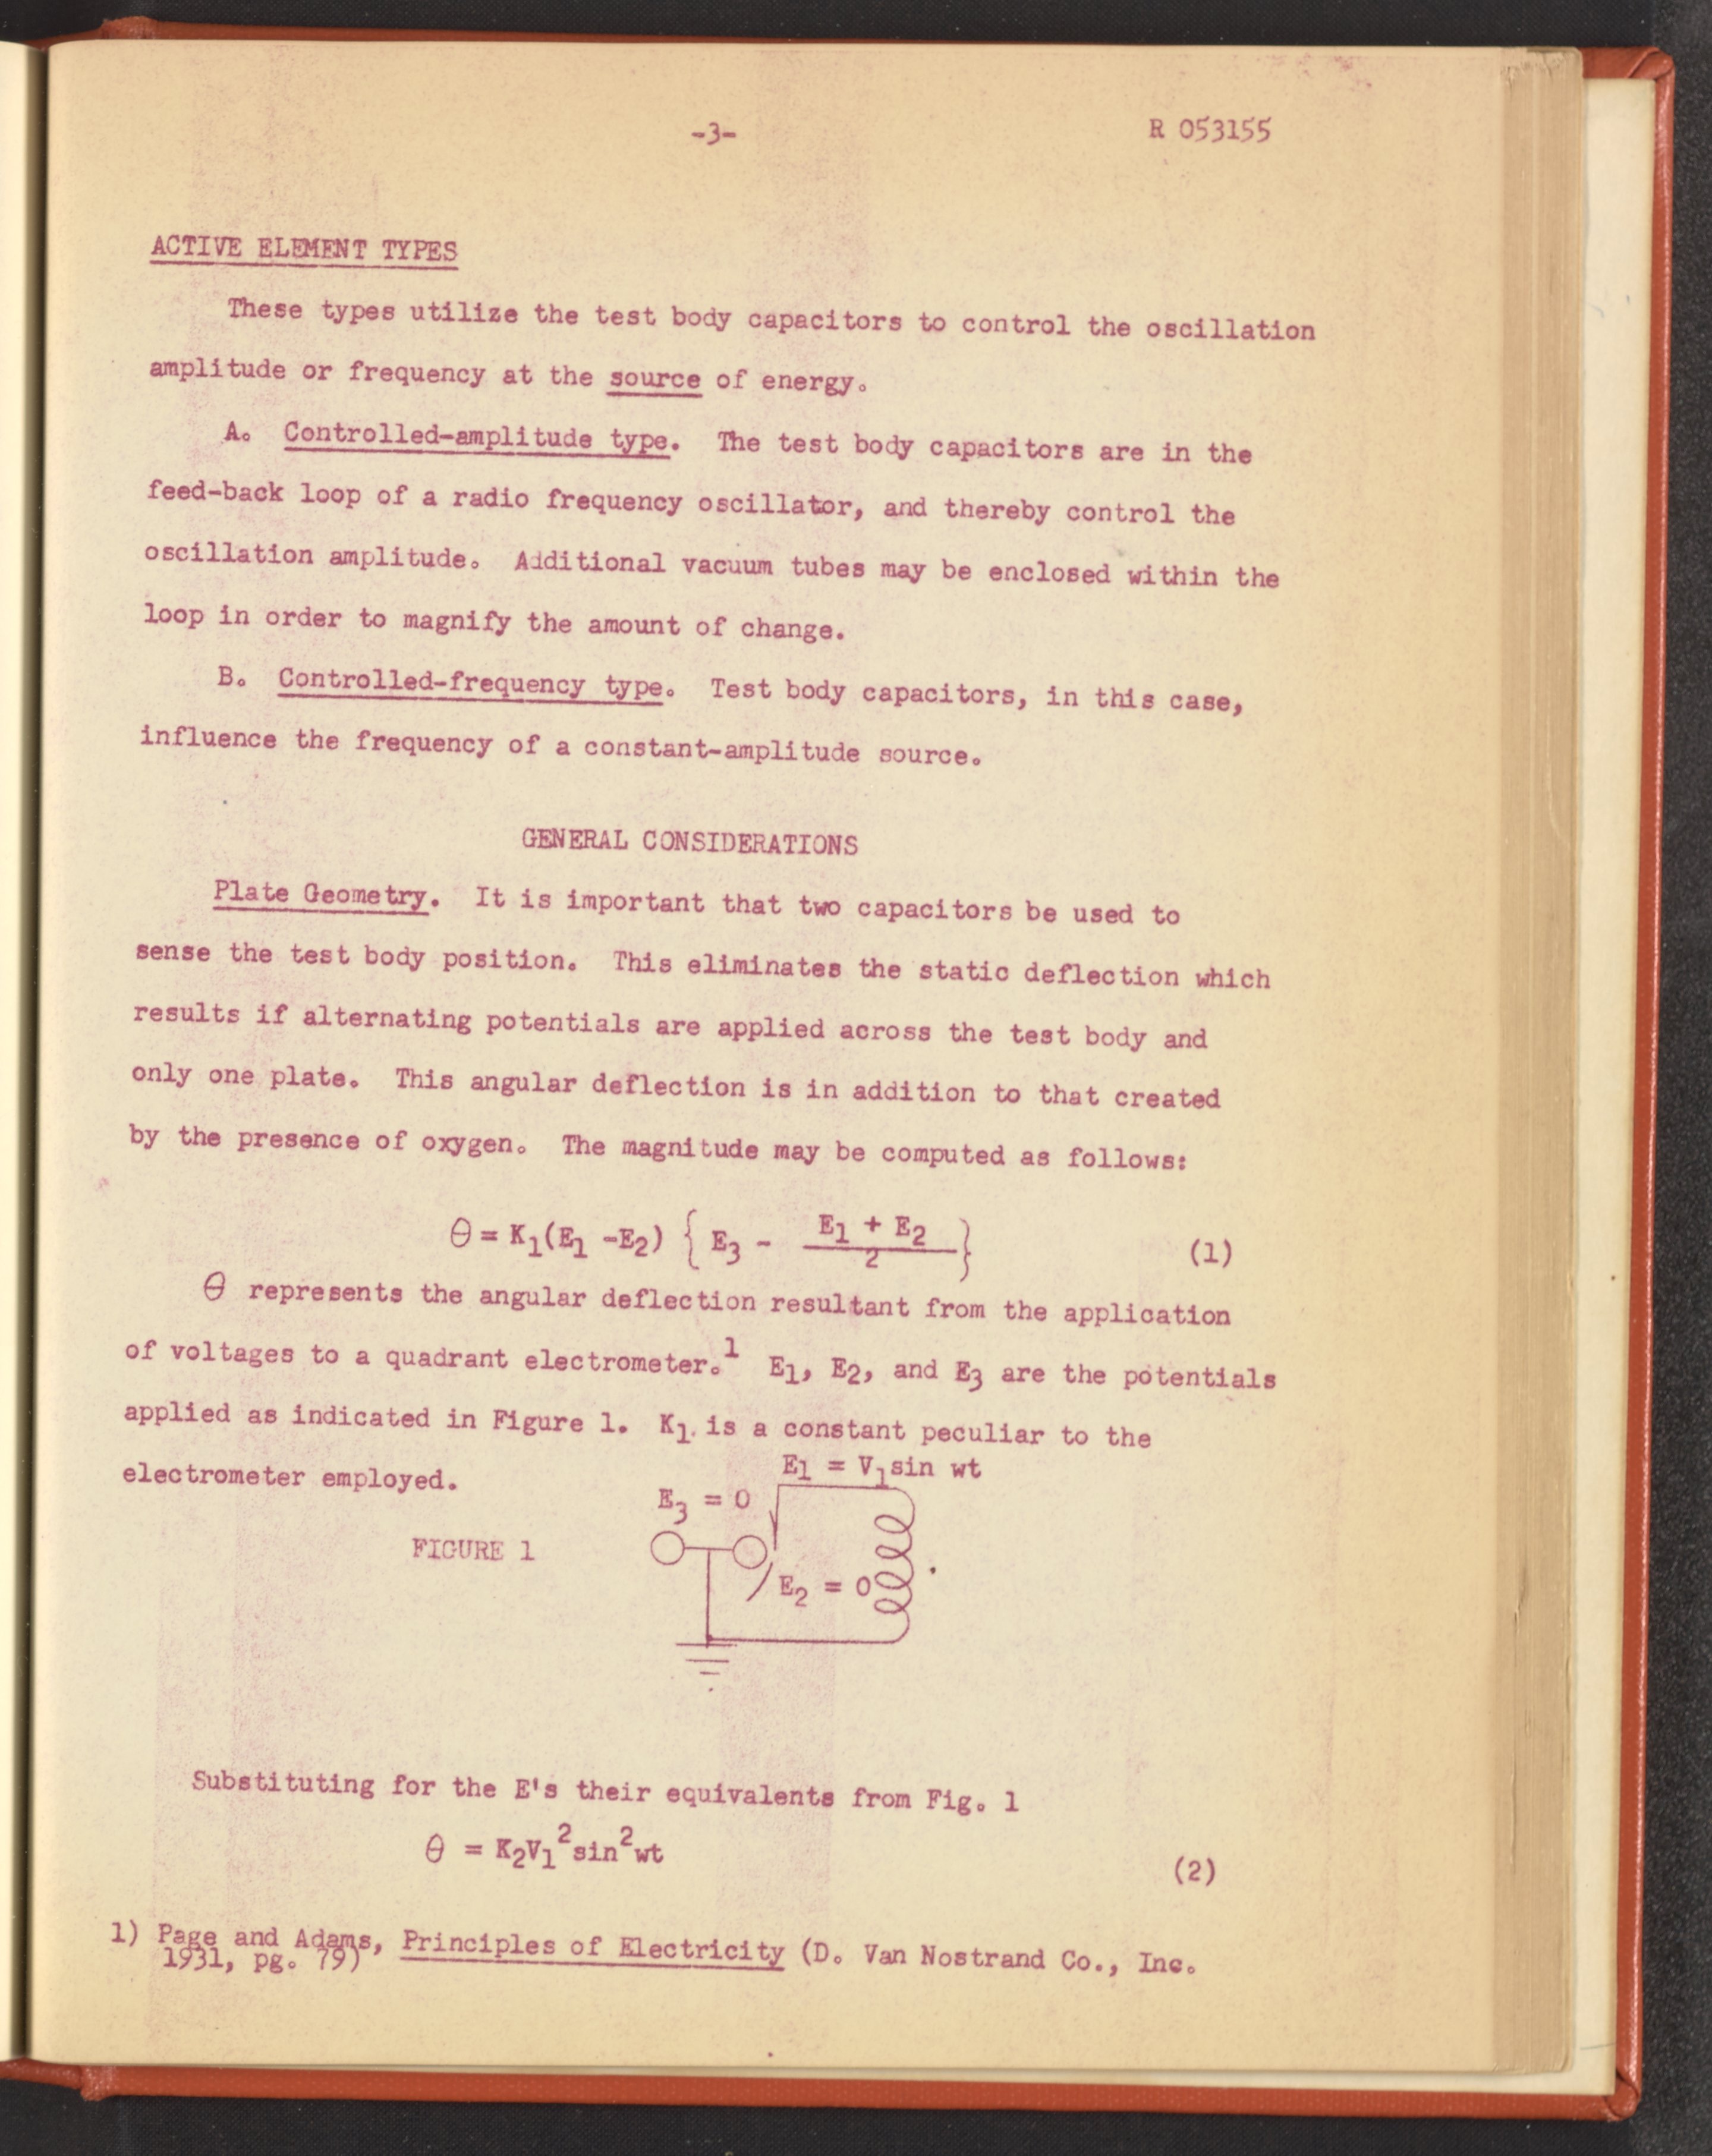 -3-
R 053155
ACTIVE ELEMENT TYPES
These types utilize the test body capacitors to control the oscillation
amplitude or frequency at the source of energy.
A. Controlled-amplitude type. The test body capacitors are in the
feed-back loop of a radio frequency oscillator, and thereby control the
oscillation amplitude. Additional vacuum tubes may be enclosed within the
loop in order to magnify the amount of change.
B. Controlled-frequency type. Test body capacitors, in this case,
influence the frequency of a constant-amplitude source.
GENERAL CONSIDERATIONS
Plate Geometry. It is important that two capacitors be used to
sense the test body position. This eliminates the static deflection which
results if alternating potentials are applied across the test body and
only one plate. This angular deflection is in addition to that created
by the presence of oxygen. The magnitude may be computed as follows:
θ = K₁(E₁ -E₂) { E₃ - (E₁ + E₂)/2 } (1)
θ represents the angular deflection resultant from the application
of voltages to a quadrant electrometer.¹ E₁, E₂, and E₃ are the potentials
applied as indicated in Figure 1. K₁ is a constant peculiar to the
electrometer employed.
E₁ = V₁sin wt
E₃ = 0
FIGURE 1
E₂ = 0
Substituting for the E's their equivalents from Fig. 1
θ = K₂V₁²sin²wt (2)
1) Page and Adams, Principles of Electricity (D. Van Nostrand Co., Inc.
1931, pg. 79)